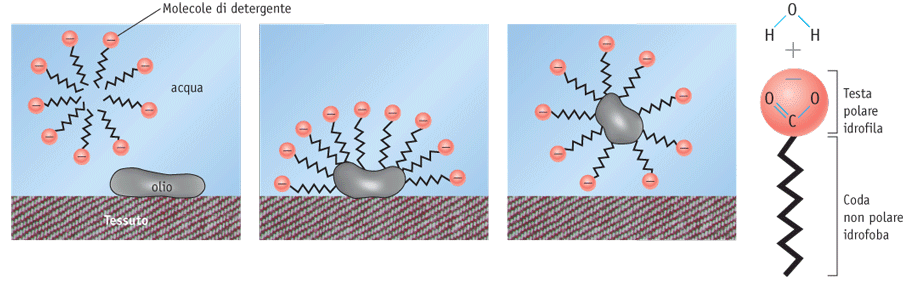 Molecole di detergente
acqua
olio
Tessuto
O
H H
+
−
O O
C
Testa
polare
idrofila
Coda
non polare
idrofoba